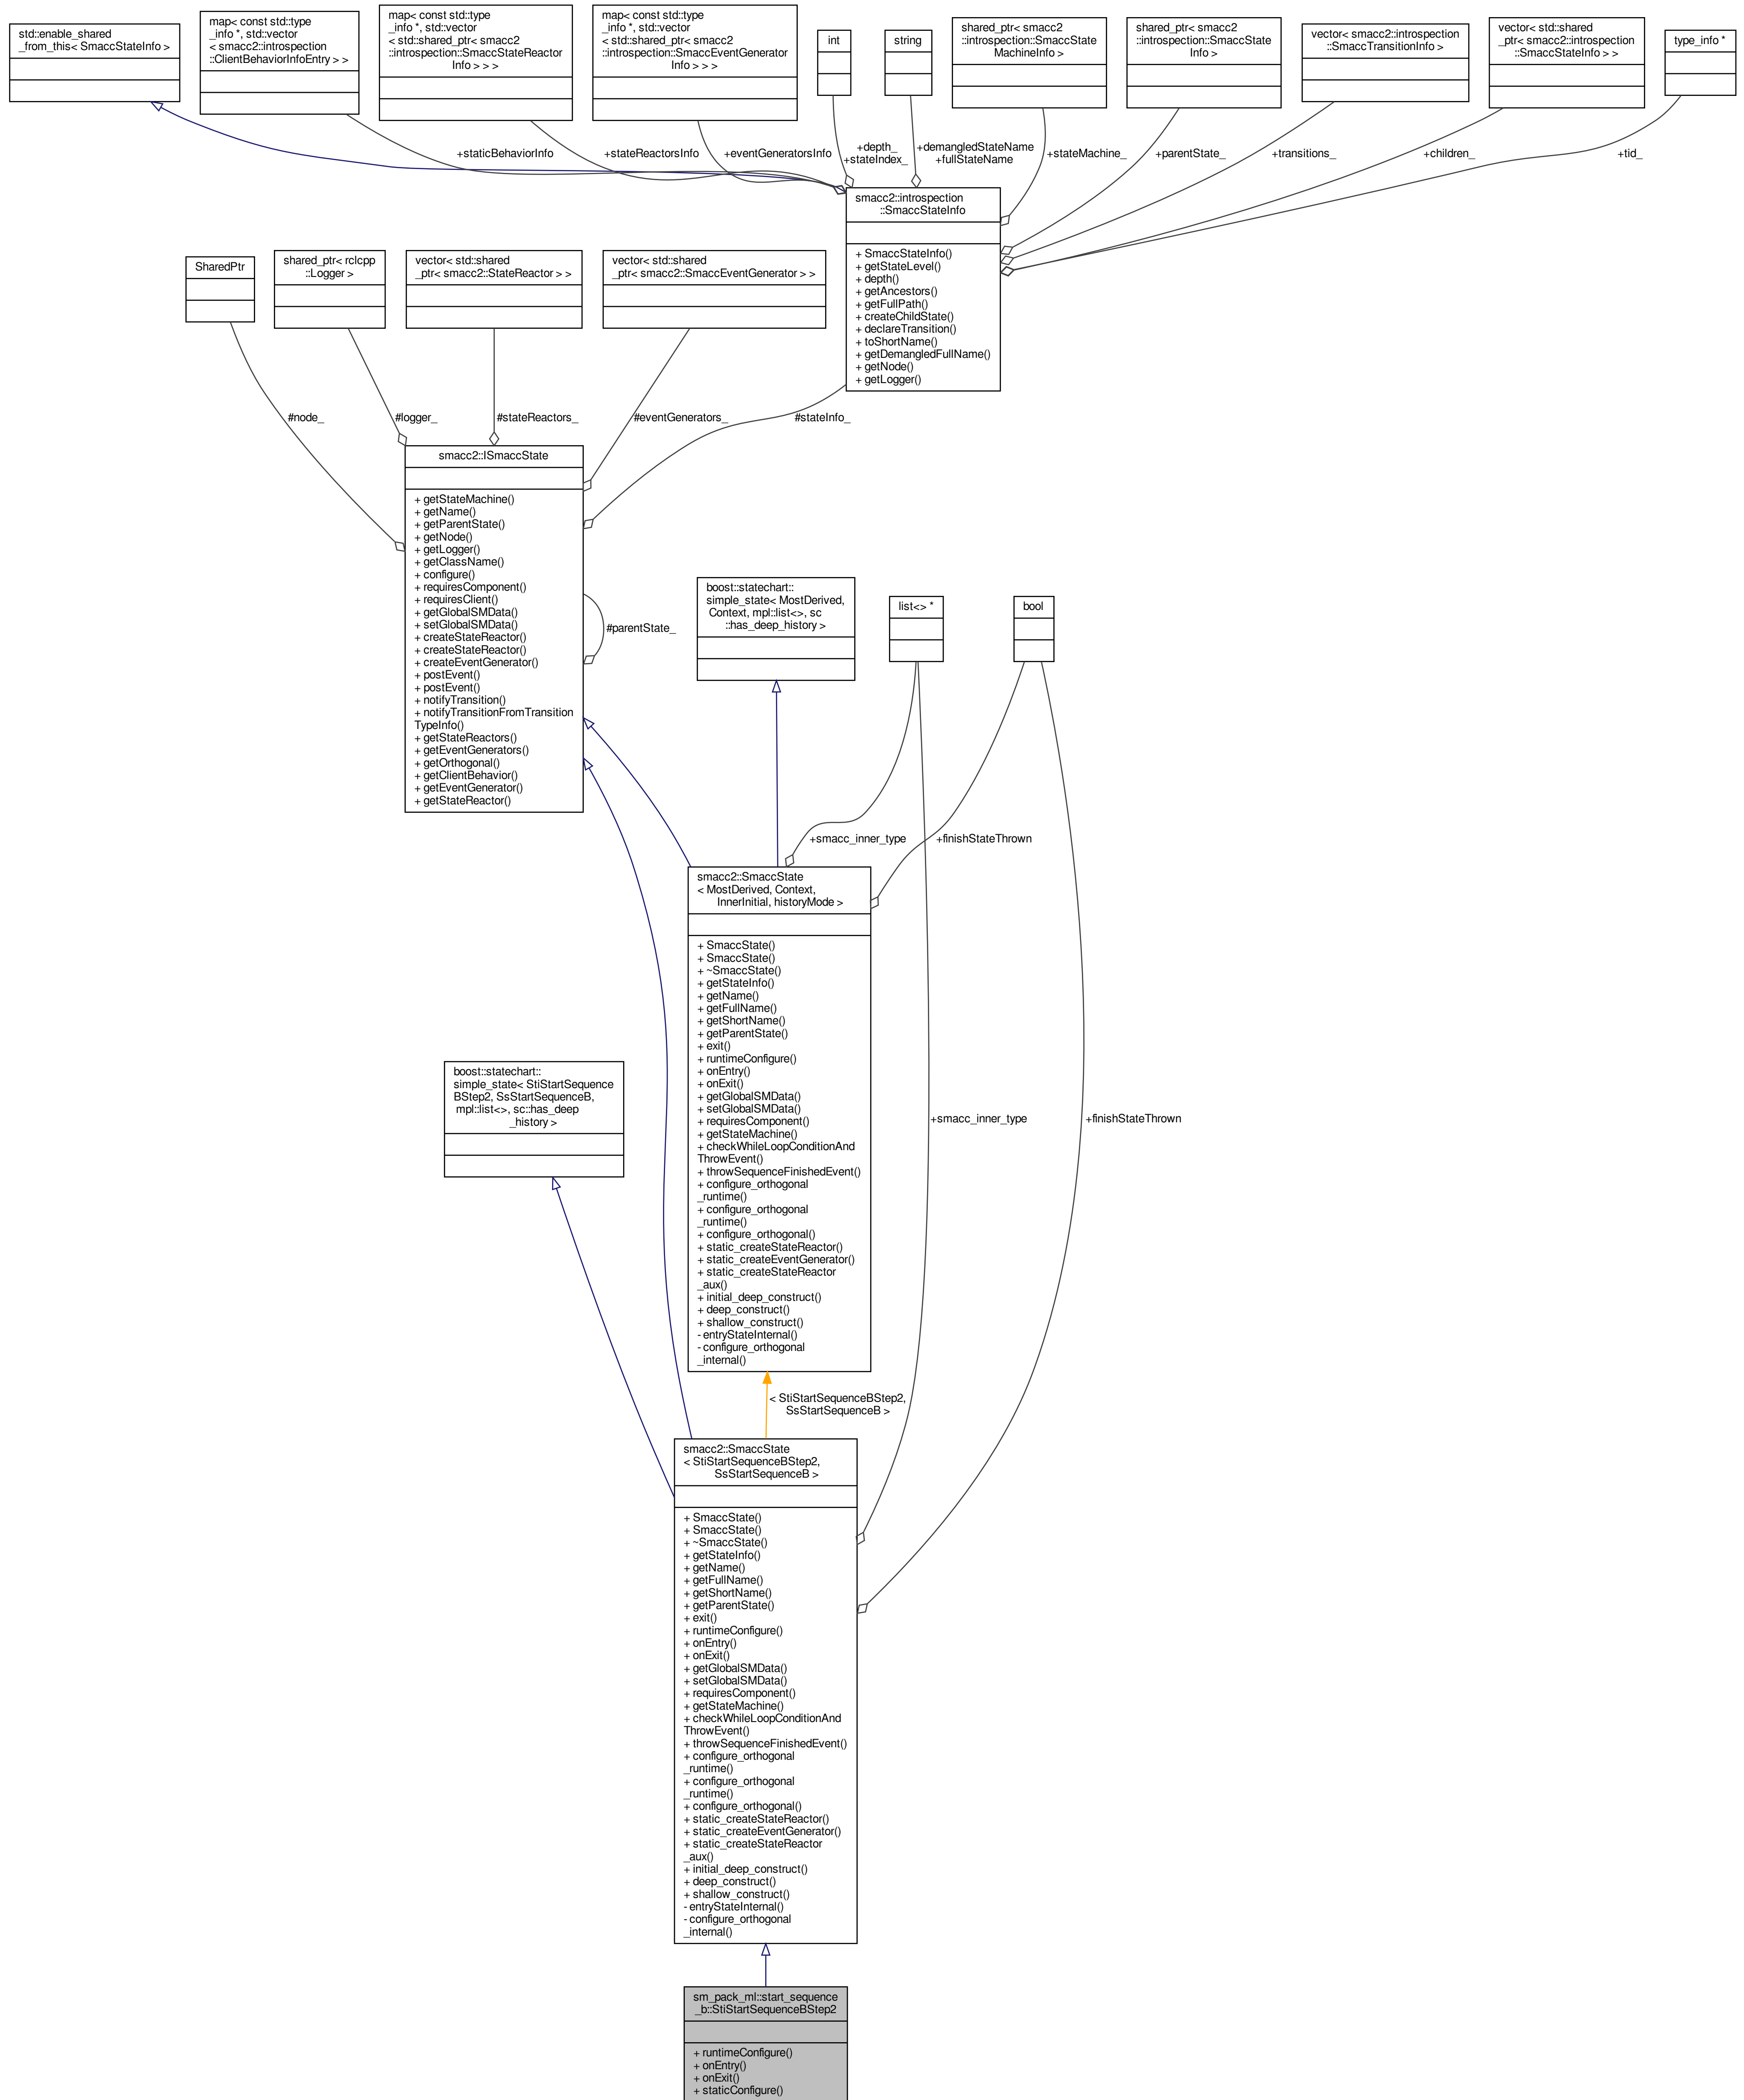 std::enable_shared
_from_this< SmaccStateInfo >
map< const std::type
_info *, std::vector
< smacc2::introspection
::ClientBehaviorInfoEntry > >
map< const std::type
_info *, std::vector
< std::shared_ptr< smacc2
::introspection::SmaccStateReactor
Info > > >
map< const std::type
_info *, std::vector
< std::shared_ptr< smacc2
::introspection::SmaccEventGenerator
Info > > >
int
string
shared_ptr< smacc2
::introspection::SmaccState
MachineInfo >
shared_ptr< smacc2
::introspection::SmaccState
Info >
vector< smacc2::introspection
::SmaccTransitionInfo >
vector< std::shared
_ptr< smacc2::introspection
::SmaccStateInfo > >
type_info *
+staticBehaviorInfo
+stateReactorsInfo
+eventGeneratorsInfo
+depth_
+stateIndex_
+demangledStateName
+fullStateName
+stateMachine_
+parentState_
+transitions_
+children_
+tid_
smacc2::introspection
::SmaccStateInfo
+ SmaccStateInfo()
+ getStateLevel()
+ depth()
+ getAncestors()
+ getFullPath()
+ createChildState()
+ declareTransition()
+ toShortName()
+ getDemangledFullName()
+ getNode()
+ getLogger()
SharedPtr
shared_ptr< rclcpp
::Logger >
vector< std::shared
_ptr< smacc2::StateReactor > >
vector< std::shared
_ptr< smacc2::SmaccEventGenerator > >
#node_
#logger_
#stateReactors_
#eventGenerators_
#stateInfo_
smacc2::ISmaccState
+ getStateMachine()
+ getName()
+ getParentState()
+ getNode()
+ getLogger()
+ getClassName()
+ configure()
+ requiresComponent()
+ requiresClient()
+ getGlobalSMData()
+ setGlobalSMData()
+ createStateReactor()
+ createStateReactor()
+ createEventGenerator()
+ postEvent()
+ postEvent()
+ notifyTransition()
+ notifyTransitionFromTransition
TypeInfo()
+ getStateReactors()
+ getEventGenerators()
+ getOrthogonal()
+ getClientBehavior()
+ getEventGenerator()
+ getStateReactor()
#parentState_
boost::statechart::
simple_state< MostDerived,
Context, mpl::list<>, sc
::has_deep_history >
list<> *
bool
+smacc_inner_type
+finishStateThrown
smacc2::SmaccState
< MostDerived, Context,
InnerInitial, historyMode >
+ SmaccState()
+ SmaccState()
+ ~SmaccState()
+ getStateInfo()
+ getName()
+ getFullName()
+ getShortName()
+ getParentState()
+ exit()
+ runtimeConfigure()
+ onEntry()
+ onExit()
+ getGlobalSMData()
+ setGlobalSMData()
+ requiresComponent()
+ getStateMachine()
+ checkWhileLoopConditionAnd
ThrowEvent()
+ throwSequenceFinishedEvent()
+ configure_orthogonal
_runtime()
+ configure_orthogonal
_runtime()
+ configure_orthogonal()
+ static_createStateReactor()
+ static_createEventGenerator()
+ static_createStateReactor
_aux()
+ initial_deep_construct()
+ deep_construct()
+ shallow_construct()
- entryStateInternal()
- configure_orthogonal
_internal()
boost::statechart::
simple_state< StiStartSequence
BStep2, SsStartSequenceB,
mpl::list<>, sc::has_deep
_history >
+smacc_inner_type
+finishStateThrown
< StiStartSequenceBStep2,
SsStartSequenceB >
smacc2::SmaccState
< StiStartSequenceBStep2,
SsStartSequenceB >
+ SmaccState()
+ SmaccState()
+ ~SmaccState()
+ getStateInfo()
+ getName()
+ getFullName()
+ getShortName()
+ getParentState()
+ exit()
+ runtimeConfigure()
+ onEntry()
+ onExit()
+ getGlobalSMData()
+ setGlobalSMData()
+ requiresComponent()
+ getStateMachine()
+ checkWhileLoopConditionAnd
ThrowEvent()
+ throwSequenceFinishedEvent()
+ configure_orthogonal
_runtime()
+ configure_orthogonal
_runtime()
+ configure_orthogonal()
+ static_createStateReactor()
+ static_createEventGenerator()
+ static_createStateReactor
_aux()
+ initial_deep_construct()
+ deep_construct()
+ shallow_construct()
- entryStateInternal()
- configure_orthogonal
_internal()
sm_pack_ml::start_sequence
_b::StiStartSequenceBStep2
+ runtimeConfigure()
+ onEntry()
+ onExit()
+ staticConfigure()